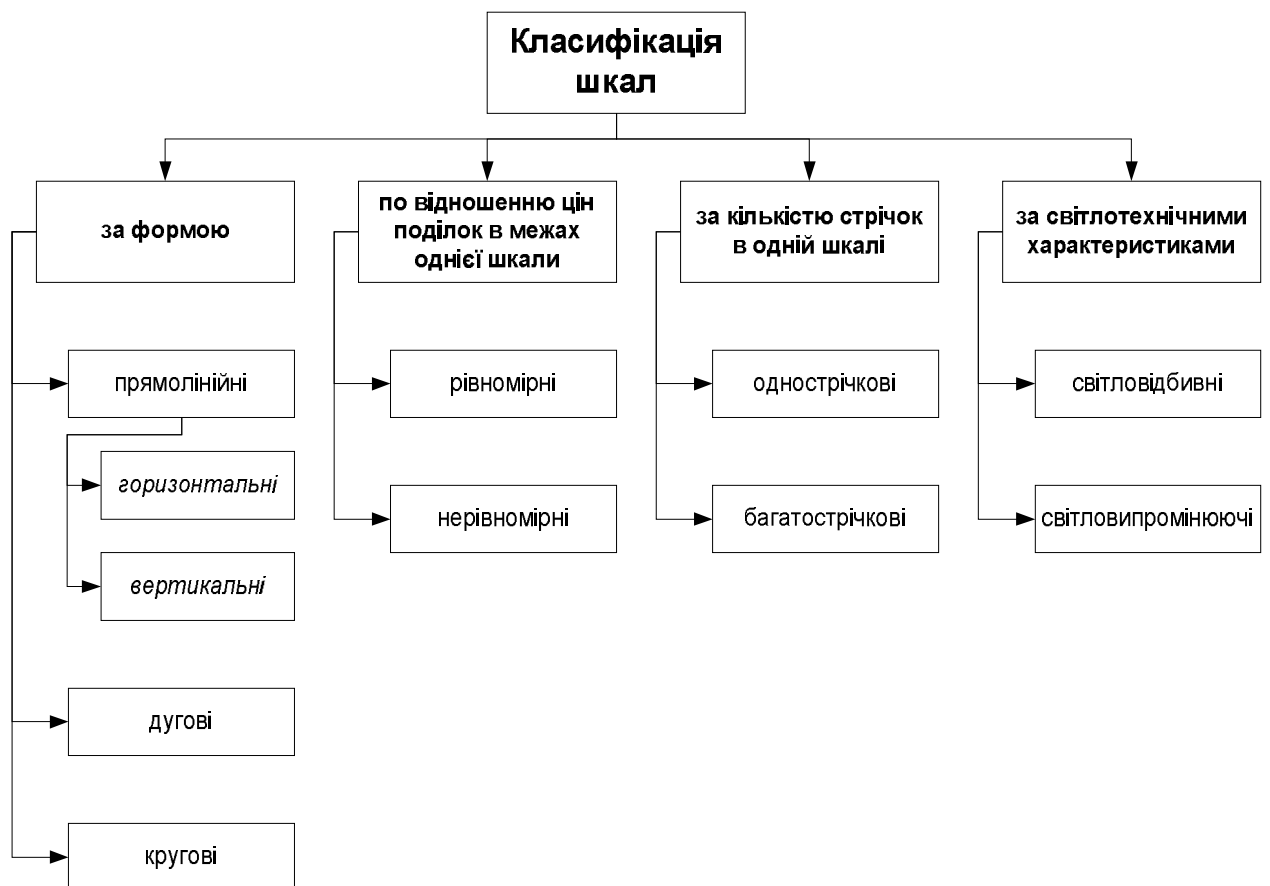 Класифікація
шкал
за формою
по відношенню цін
поділок в межах
однієї шкали
за кількістю стрічок
в одній шкалі
за світлотехнічними
характеристиками
прямолінійні
рівномірні
однострічкові
світловідбивні
горизонтальні
нерівномірні
багатострічкові
світловипромінюючі
вертикальні
дугові
кругові